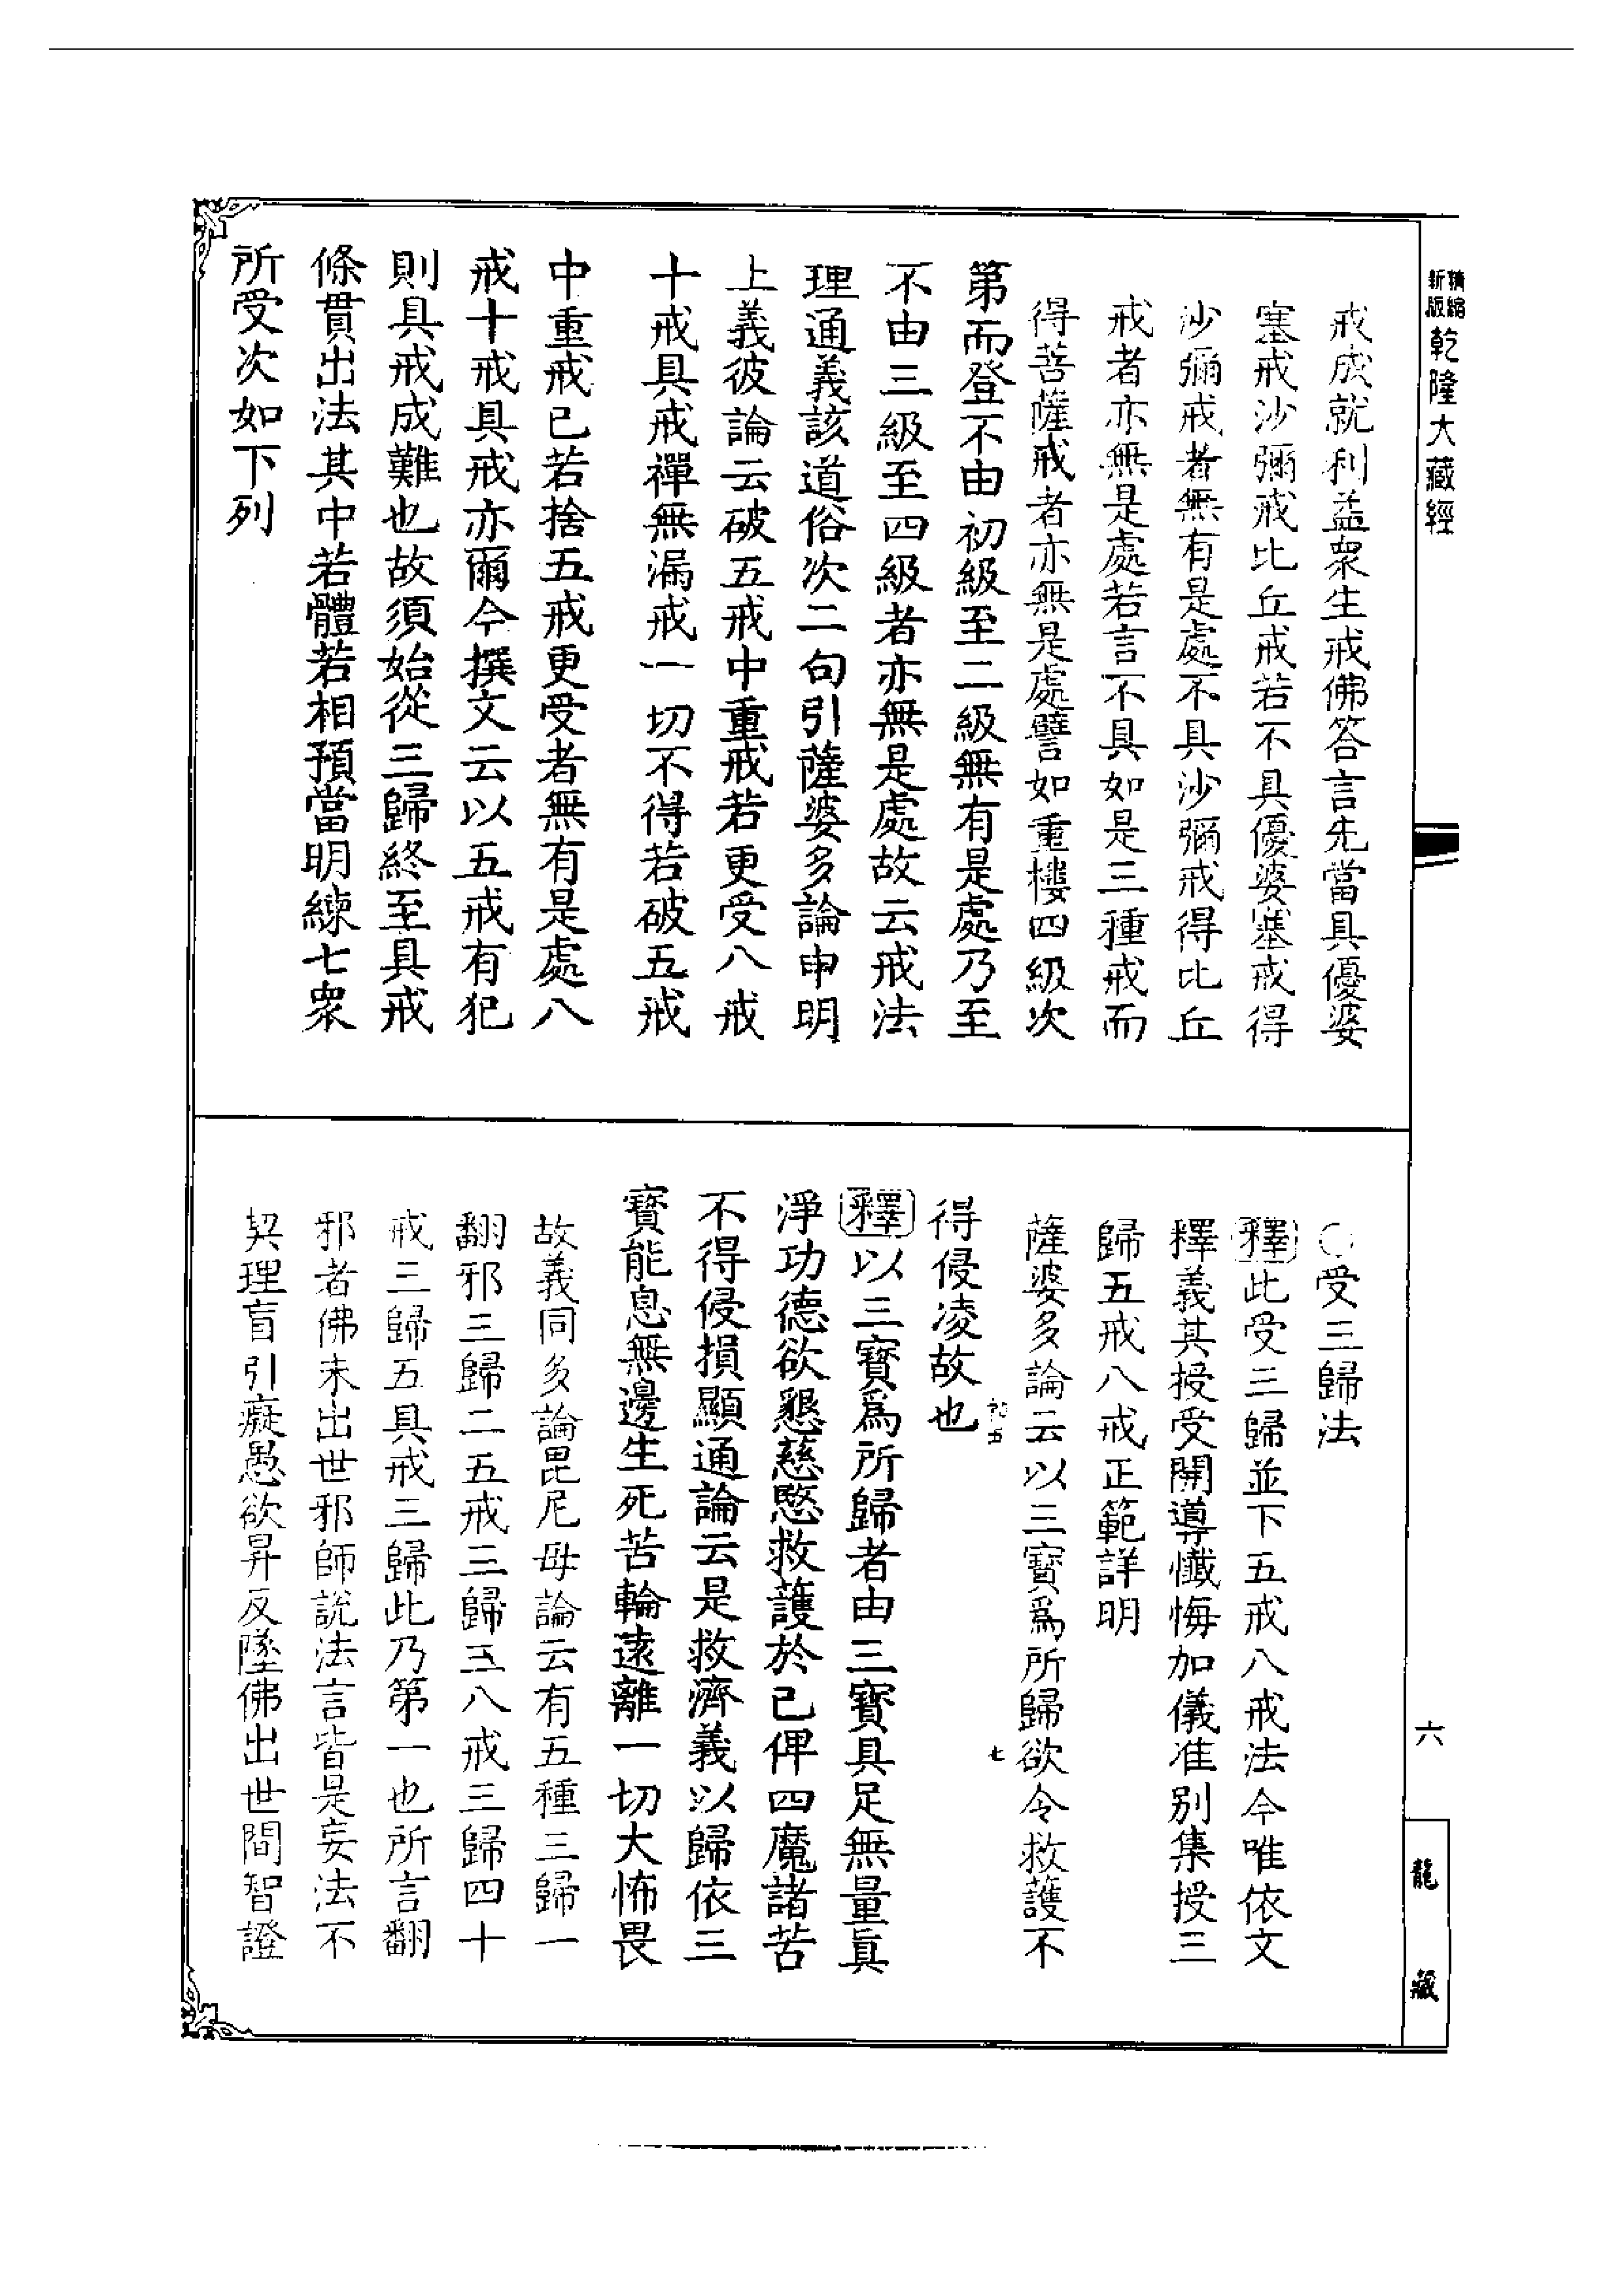 新精
版縮
乾隆大藏經
戒成就利益衆生戒佛答言先當具優婆
塞戒沙彌戒比丘戒若不具優婆塞戒得
沙彌戒者無有是處不具沙彌戒得比丘
戒者亦無是處若言不具如是三種戒而
得菩薩戒者亦無是處譬如重樓四級次
第而登不由初級至二級無有是處乃至
不由三級至四級者亦無是處故云戒法
理通義該道俗次二句引薩婆多論申明
上義彼論云破五戒中重戒若更受八戒
十戒具戒禪無漏戒一切不得若破五戒
中重戒已若捨五戒更受者無有是處八
戒十戒具戒亦爾今撰文云以五戒有犯
則具戒成難也故須始從三歸終至具戒
條貫出法其中若體若相預當明練七衆
所受次如下列
○受三歸法
釋此受三歸並下五戒八戒法今唯依文
釋義其授受開導懺悔加儀准別集授三
歸五戒八戒正範詳明
薩婆多論云以三寶爲所歸欲令救護不
得侵凌故也
釋以三寶爲所歸者由三寶具足無量眞
淨功德欲懇慈愍救護於已俾四魔諸苦
不得侵損顯通論云是救濟義以歸依三
寶能息無邊生死苦輪遠離一切大怖畏
故義同多論毘尼母論云有五種三歸一
翻邪三歸二五戒三歸三八戒三歸四十
戒三歸五具戒三歸此乃第一也所言翻
邪者佛未出世邪師說法言皆是妄法不
契理盲引癡愚欲昇反墜佛出世間智證
七
六
龍藏